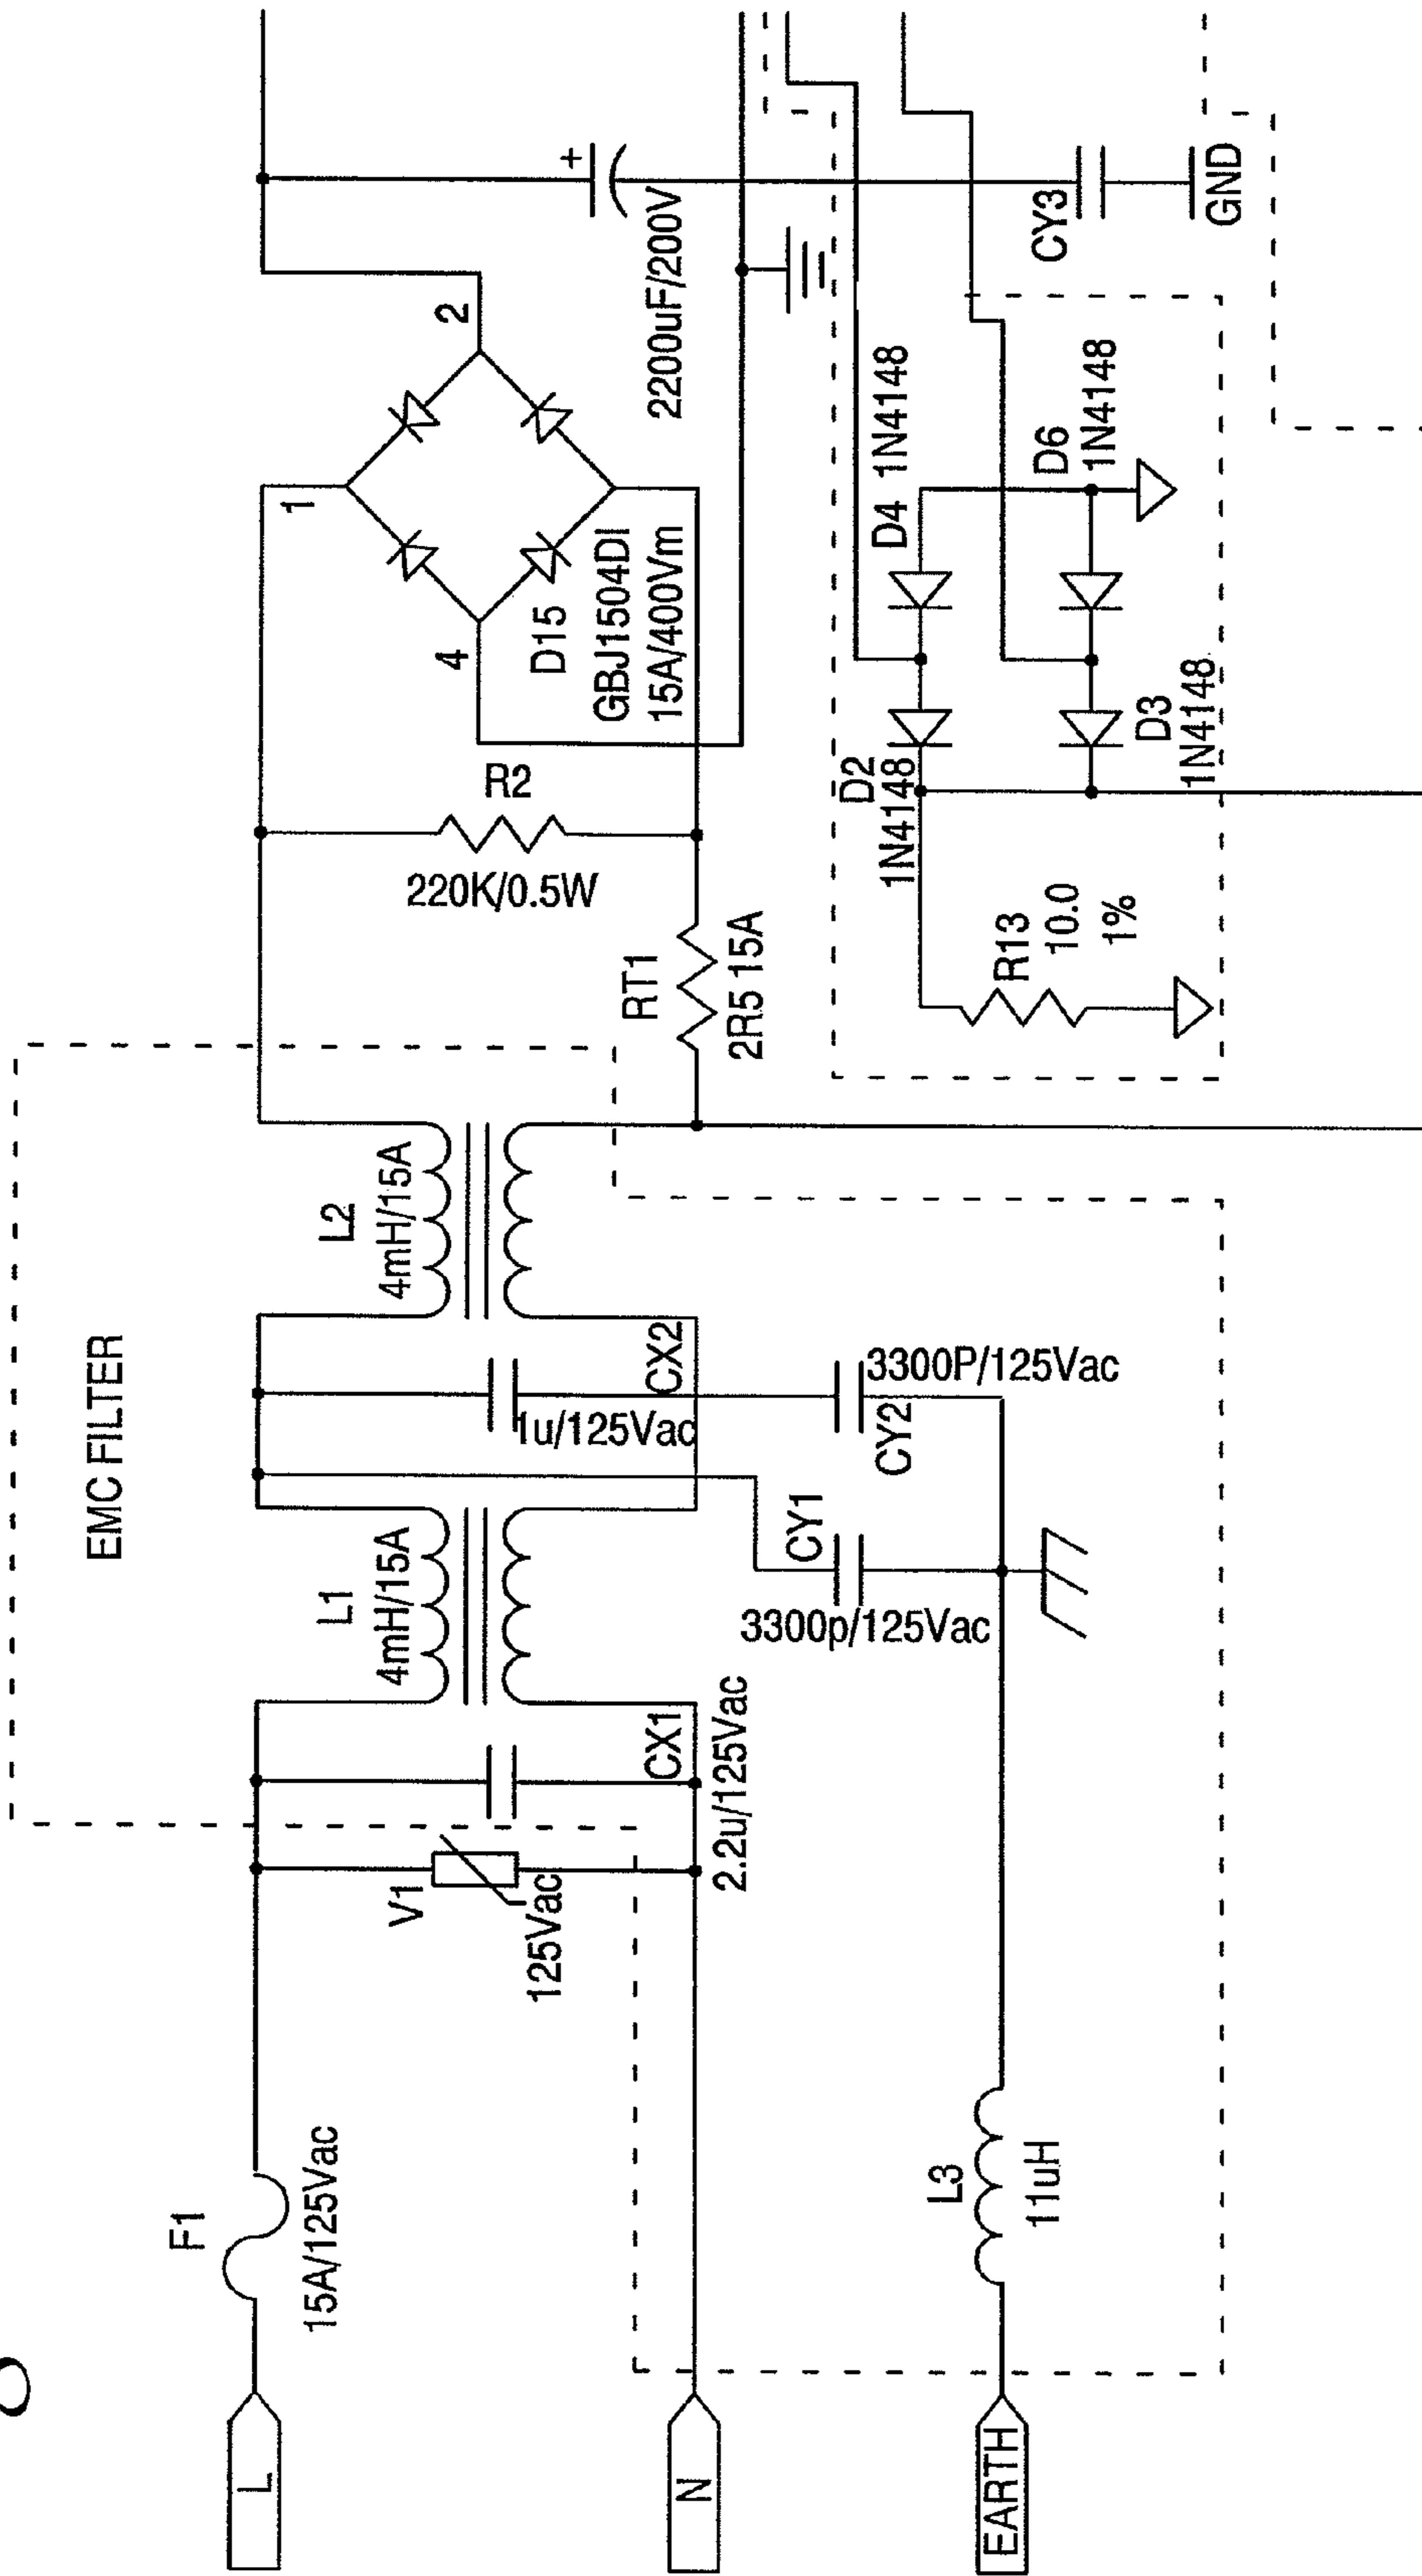 EMC FILTER
L
F1
15A/125Vac
V1
125Vac
CX1
2.2u/125Vac
L1
4mH/15A
CX2
1u/125Vac
L2
4mH/15A
R2
220K/0.5W
RT1
2R5 15A
1
2
4
D15
GBJ1504DI
15A/400Vm
+
2200uF/200V
N
CY1
3300p/125Vac
CY2
3300P/125Vac
CY3
GND
D4 1N4148
D2
1N4148
D6
1N4148
D3
1N4148
R13
10.0
1%
EARTH
L3
11uH